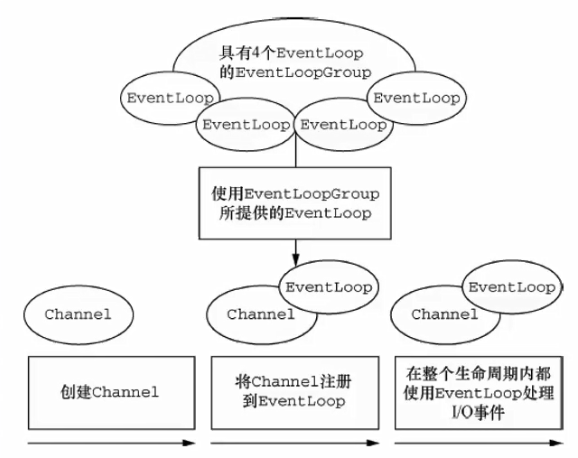 具有4个EventLoop
的EventLoopGroup
EventLoop
EventLoop
EventLoop
EventLoop
使用EventLoopGroup
所提供的EventLoop
Channel
Channel
EventLoop
Channel
EventLoop
创建Channel
将Channel注册
到EventLoop
在整个生命周期内都
使用EventLoop处理
I/O事件